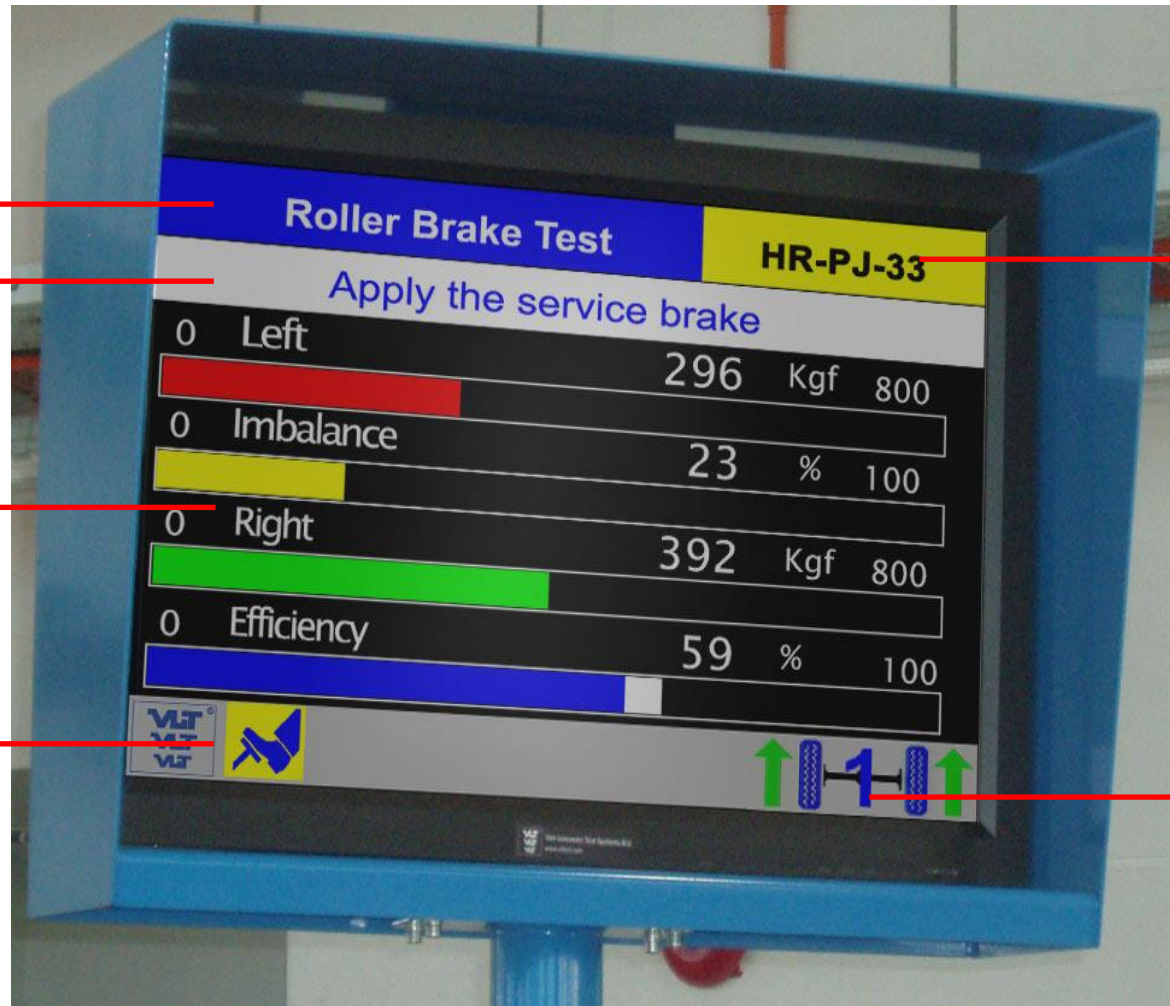 Roller Brake Test HR-PJ-33
Apply the service brake
0 Left 296 Kgf 800
0 Imbalance 23 % 100
0 Right 392 Kgf 800
0 Efficiency 59 % 100
VLT®
VLT
VLT
1